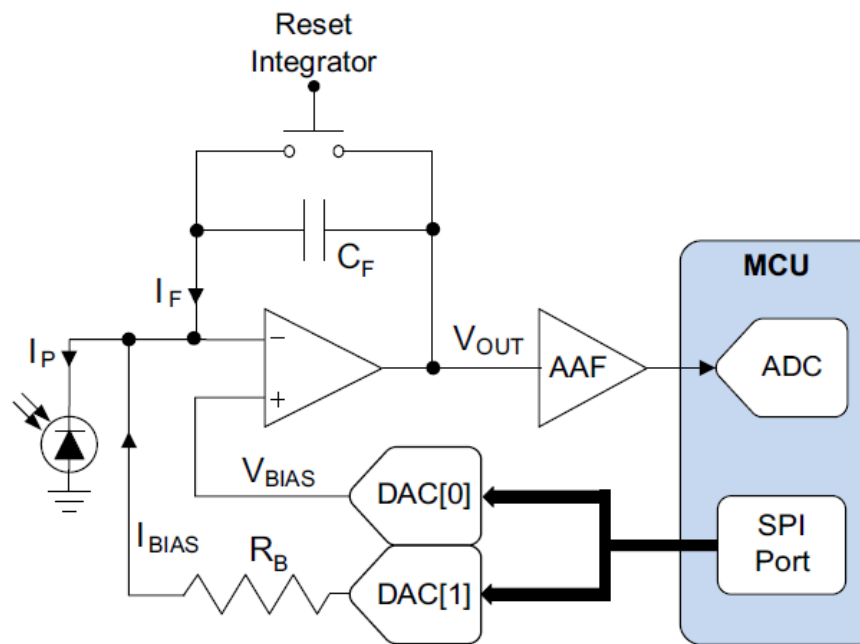 Reset
Integrator
C_F
I_F
I_P
−
+
V_OUT
AAF
MCU
ADC
V_BIAS
DAC[0]
I_BIAS
R_B
DAC[1]
SPI
Port